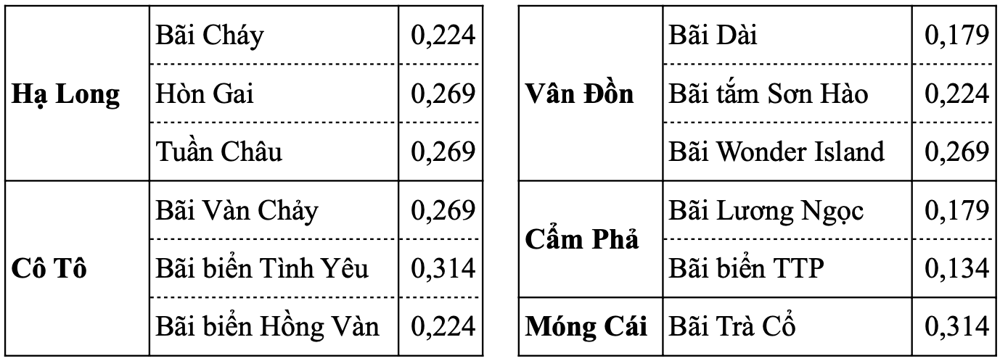 Hạ Long
Bãi Cháy 0,224
Hòn Gai 0,269
Tuần Châu 0,269
Cô Tô
Bãi Vàn Chảy 0,269
Bãi biển Tình Yêu 0,314
Bãi biển Hồng Vàn 0,224
Vân Đồn
Bãi Dài 0,179
Bãi tắm Sơn Hào 0,224
Bãi Wonder Island 0,269
Cẩm Phả
Bãi Lương Ngọc 0,179
Bãi biển TTP 0,134
Móng Cái Bãi Trà Cổ 0,314